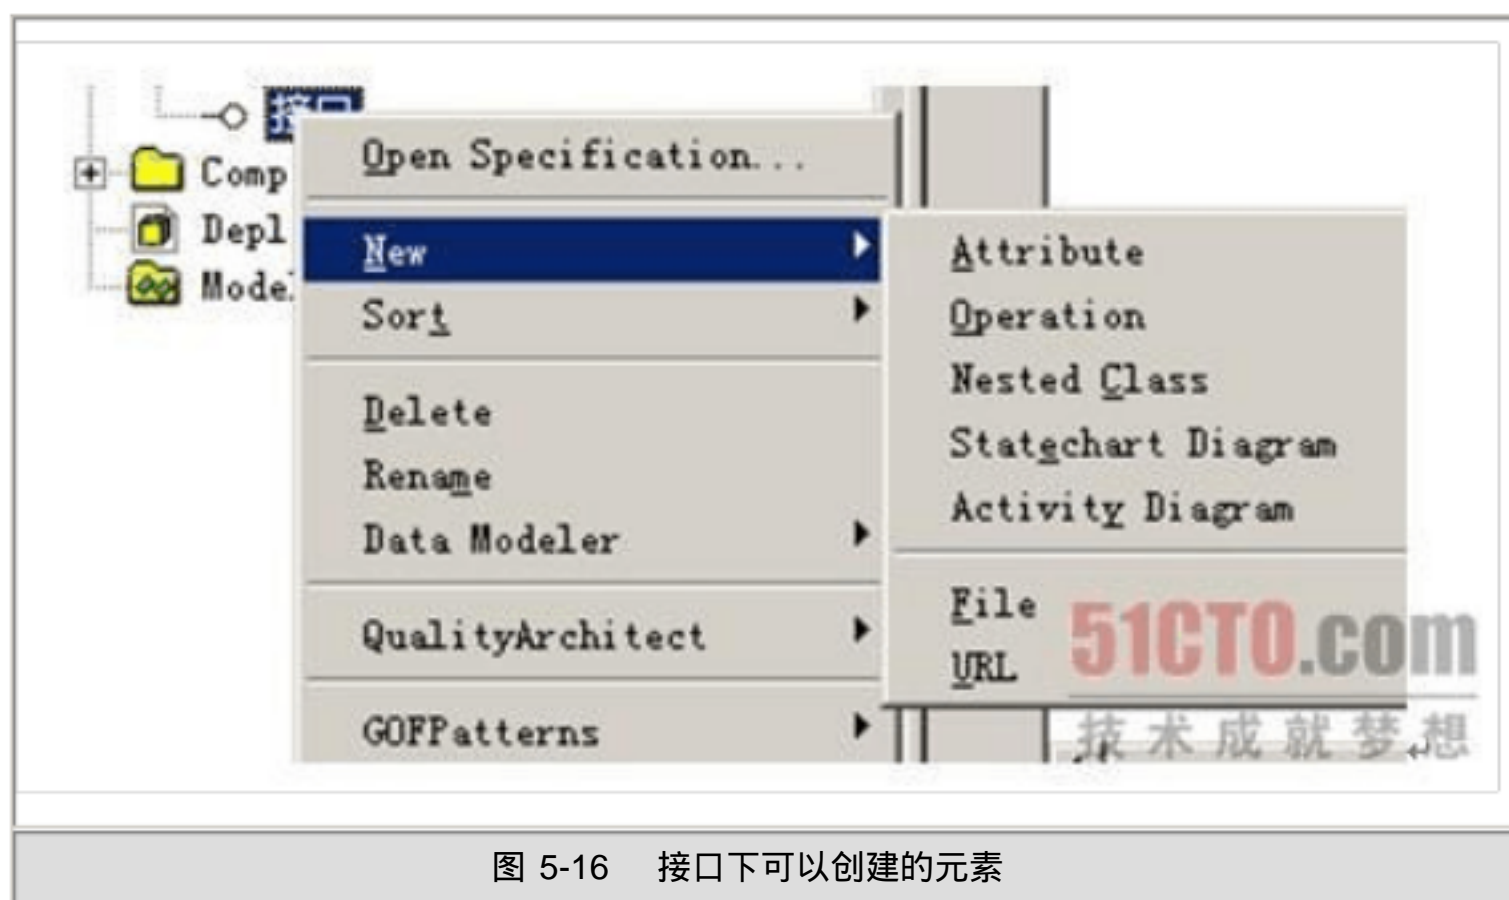 接口
Comp
Depl
Mode
Open Specification...
New
Sort
Delete
Rename
Data Modeler
QualityArchitect
GOFPatterns
Attribute
Operation
Nested Class
Statechart Diagram
Activity Diagram
File
URL
51CTO.com
技术成就梦想
图 5-16 接口下可以创建的元素